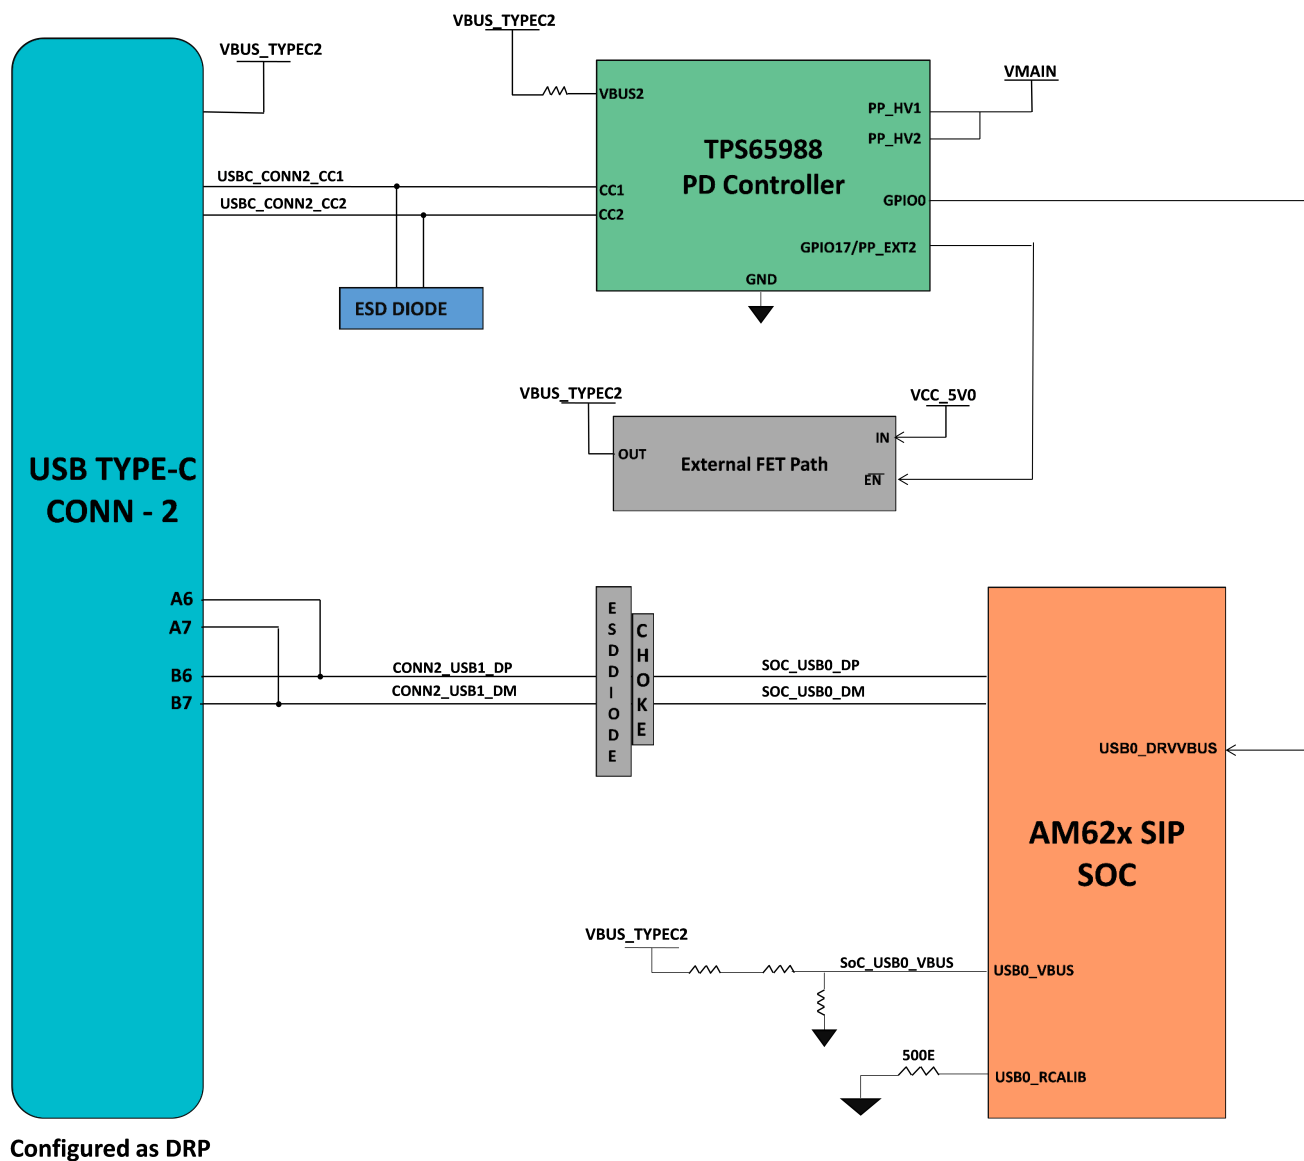 VBUS_TYPEC2
VBUS_TYPEC2
VBUS2
PP_HV1
PP_HV2
VMAIN
TPS65988
PD Controller
USBC_CONN2_CC1
USBC_CONN2_CC2
CC1
CC2
GPIO0
GPIO17/PP_EXT2
GND
ESD DIODE
VBUS_TYPEC2
VCC_5V0
OUT
External FET Path
IN
EN
USB TYPE-C
CONN - 2
A6
A7
B6
B7
CONN2_USB1_DP
CONN2_USB1_DM
ESD DIODE
CHOKE
SOC_USB0_DP
SOC_USB0_DM
USB0_DRVVBUS
AM62x SIP
SOC
VBUS_TYPEC2
SoC_USB0_VBUS
USB0_VBUS
500E
USB0_RCALIB
Configured as DRP